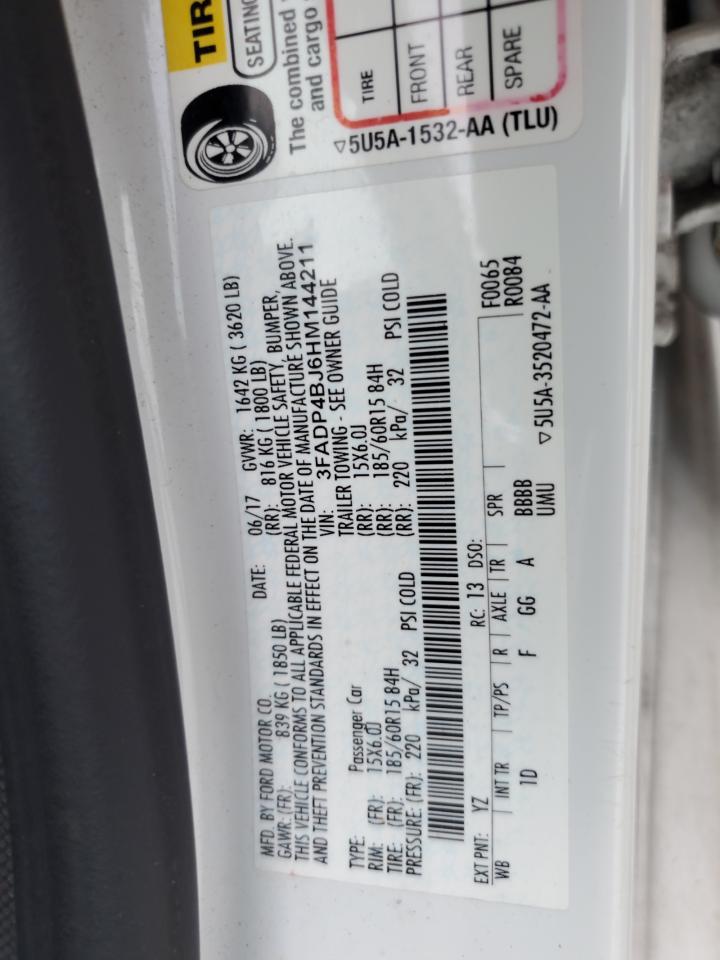 TIR
SEATING
The combined
and cargo
TIRE
FRONT
REAR
SPARE
▽5U5A-1532-AA (TLU)
MFD. BY FORD MOTOR CO. DATE: 06/17 GVWR: 1642 KG ( 3620 LB)
GAWR: (FR): 839 KG ( 1850 LB) (RR): 816 KG ( 1800 LB)
THIS VEHICLE CONFORMS TO ALL APPLICABLE FEDERAL MOTOR VEHICLE SAFETY, BUMPER,
AND THEFT PREVENTION STANDARDS IN EFFECT ON THE DATE OF MANUFACTURE SHOWN ABOVE.
VIN: 3FADP4BJ6HM144211
TYPE: Passenger Car TRAILER TOWING - SEE OWNER GUIDE
RIM: (FR): 15X6.0J (RR): 15X6.0J
TIRE: (FR): 185/60R15 84H (RR): 185/60R15 84H
PRESSURE: (FR): 220 kPa/ 32 PSI COLD (RR): 220 kPa/ 32 PSI COLD
EXT PNT: YZ RC: 13 DSO: F0065
WB INT TR TP/PS R AXLE TR SPR R0084
1D F GG A BBBB
UMU ▽5U5A-3520472-AA